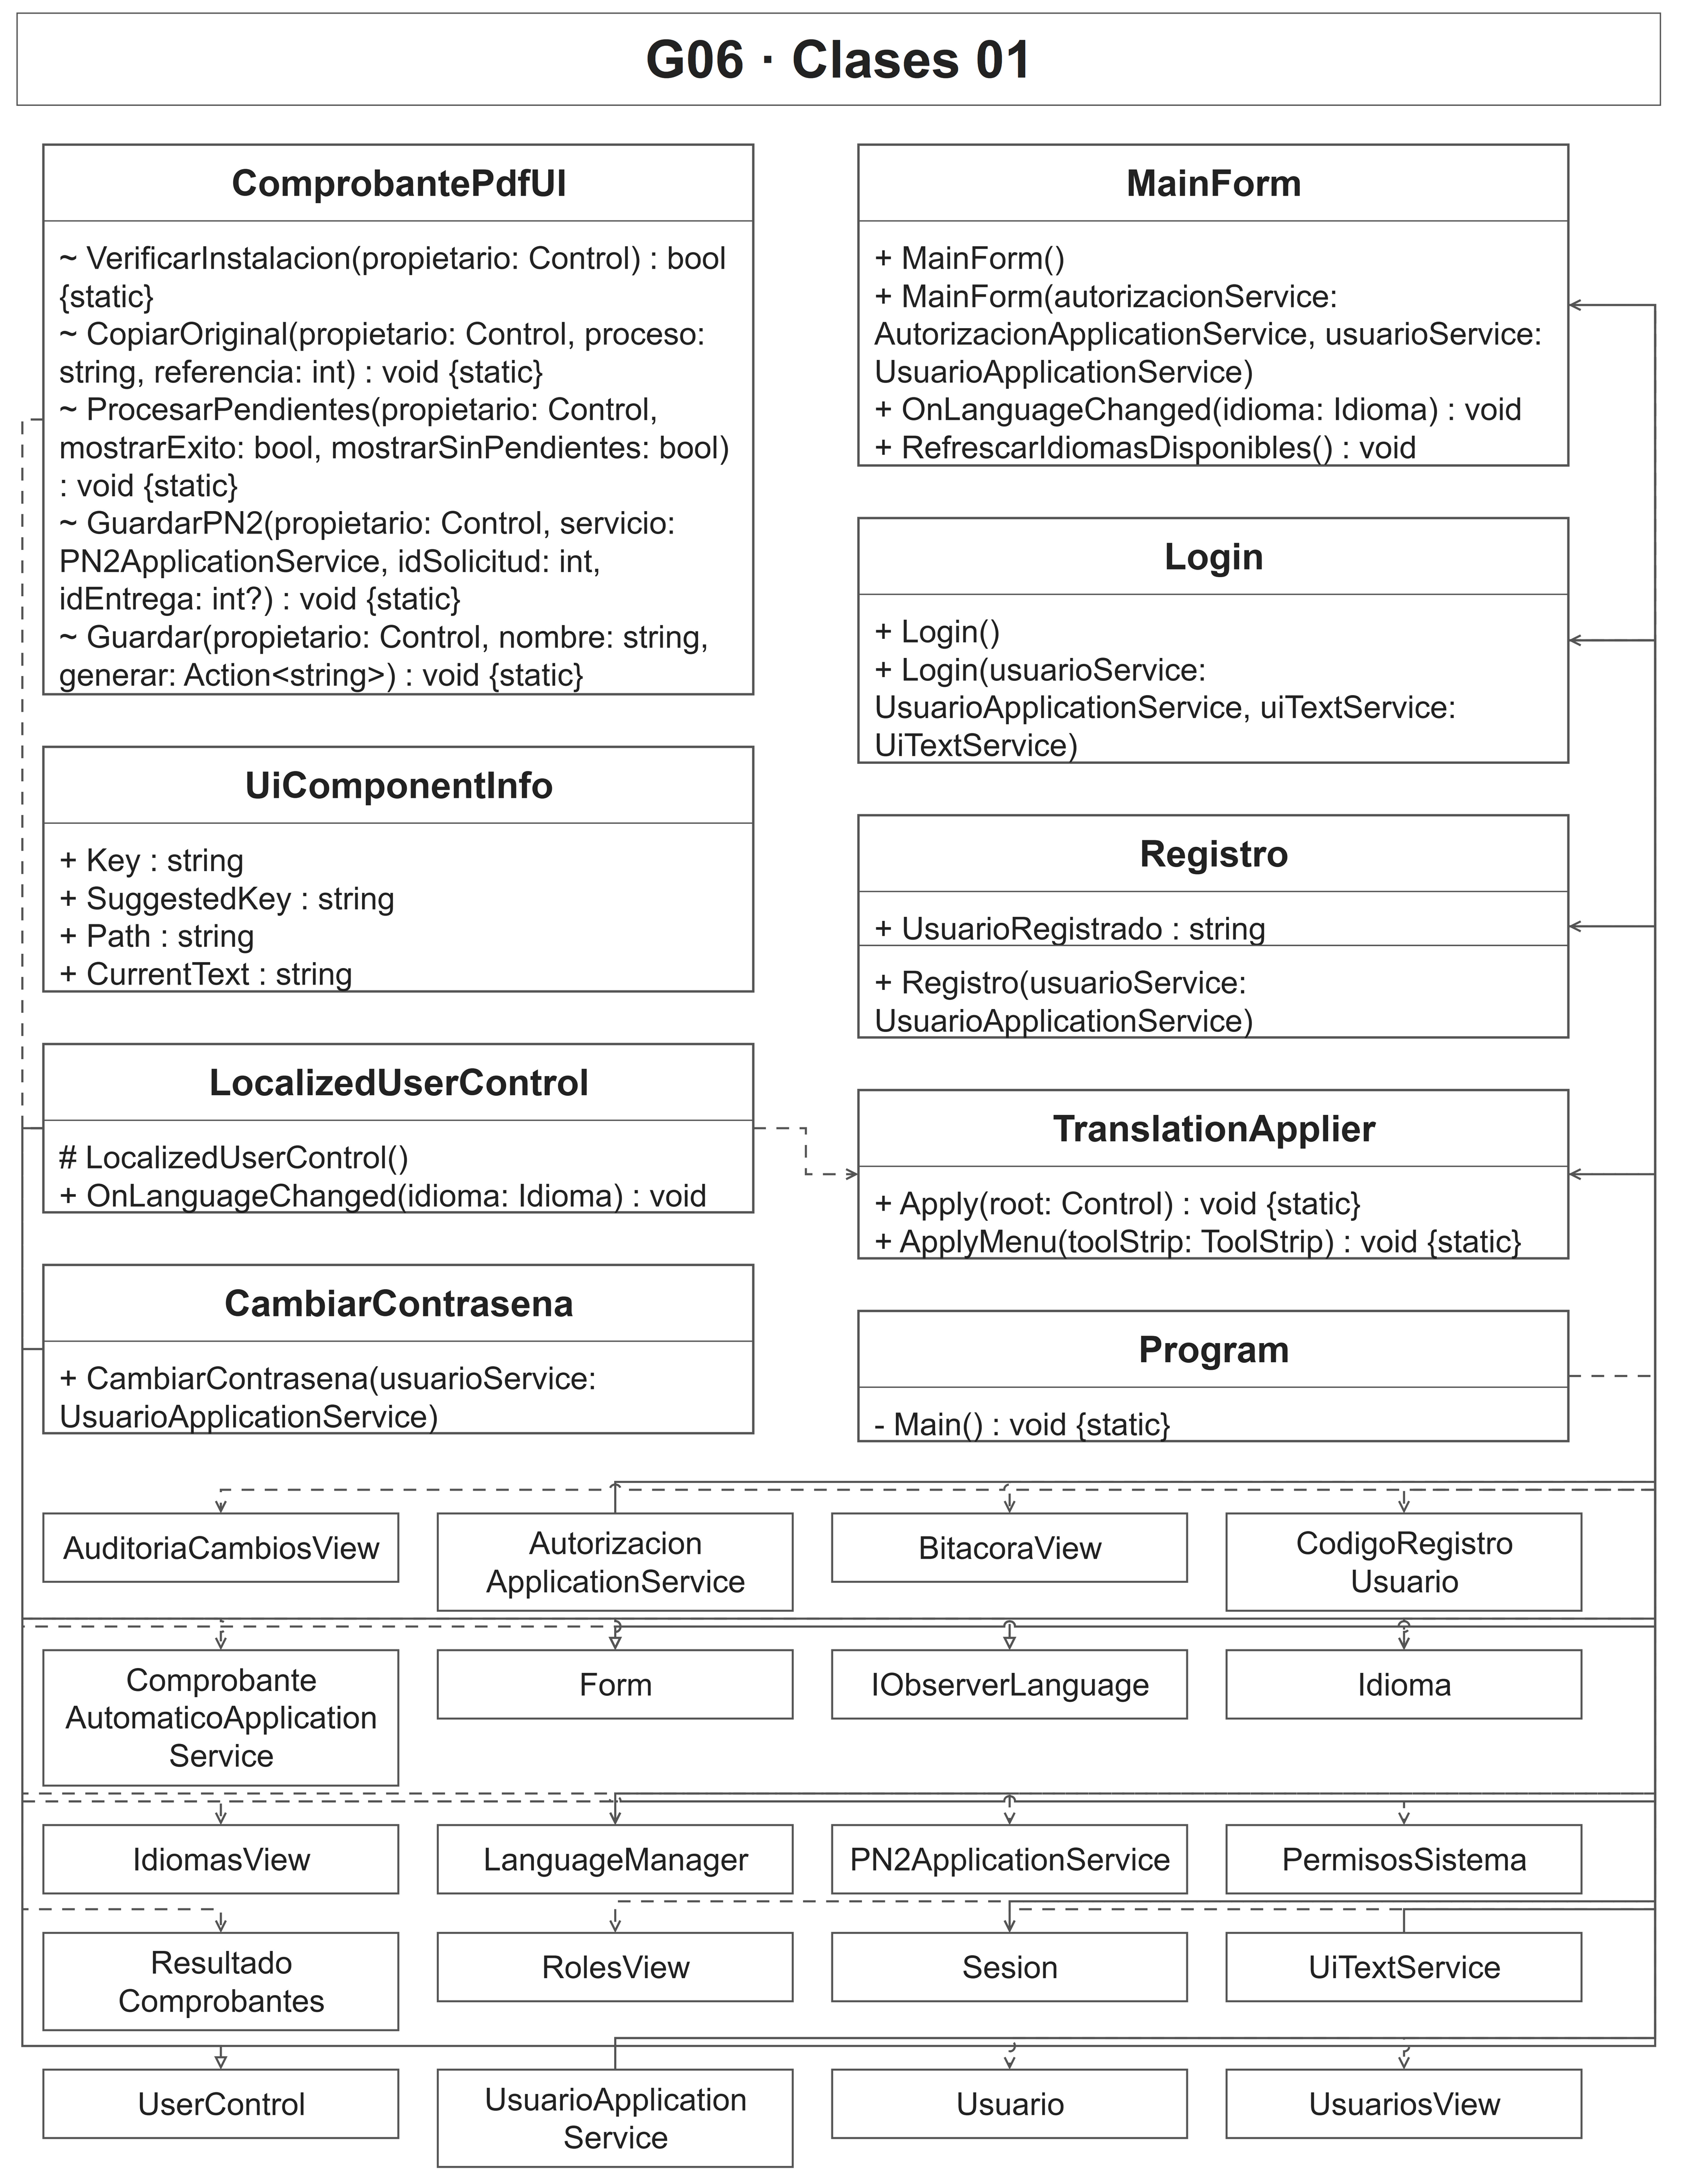 G06 · Clases 01
ComprobantePdfUI
~ VerificarInstalacion(propietario: Control) : bool
{static}
~ CopiarOriginal(propietario: Control, proceso:
string, referencia: int) : void {static}
~ ProcesarPendientes(propietario: Control,
mostrarExito: bool, mostrarSinPendientes: bool)
: void {static}
~ GuardarPN2(propietario: Control, servicio:
PN2ApplicationService, idSolicitud: int,
idEntrega: int?) : void {static}
~ Guardar(propietario: Control, nombre: string,
generar: Action<string>) : void {static}
UiComponentInfo
+ Key : string
+ SuggestedKey : string
+ Path : string
+ CurrentText : string
LocalizedUserControl
# LocalizedUserControl()
+ OnLanguageChanged(idioma: Idioma) : void
CambiarContrasena
+ CambiarContrasena(usuarioService:
UsuarioApplicationService)
MainForm
+ MainForm()
+ MainForm(autorizacionService:
AutorizacionApplicationService, usuarioService:
UsuarioApplicationService)
+ OnLanguageChanged(idioma: Idioma) : void
+ RefrescarIdiomasDisponibles() : void
Login
+ Login()
+ Login(usuarioService:
UsuarioApplicationService, uiTextService:
UiTextService)
Registro
+ UsuarioRegistrado : string
+ Registro(usuarioService:
UsuarioApplicationService)
TranslationApplier
+ Apply(root: Control) : void {static}
+ ApplyMenu(toolStrip: ToolStrip) : void {static}
Program
- Main() : void {static}
AuditoriaCambiosView
Autorizacion
ApplicationService
BitacoraView
CodigoRegistro
Usuario
Comprobante
AutomaticoApplication
Service
Form
IObserverLanguage
Idioma
IdiomasView
LanguageManager
PN2ApplicationService
PermisosSistema
Resultado
Comprobantes
RolesView
Sesion
UiTextService
UserControl
UsuarioApplication
Service
Usuario
UsuariosView